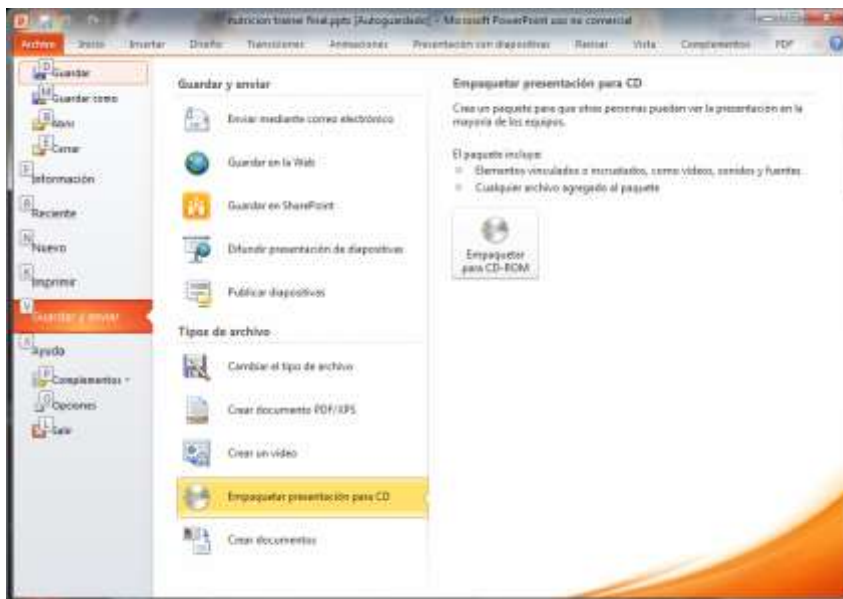 nutricion traine final.pptx [Autoguardado] - Microsoft PowerPoint uso no comercial
Archivo Inicio Insertar Diseño Transiciones Animaciones Presentación con diapositivas Revisar Vista Complementos PDF
Guardar
Guardar como
Abrir
Cerrar
Información
Reciente
Nuevo
Imprimir
Guardar y enviar
Ayuda
Complementos
Opciones
Salir
Guardar y enviar
Enviar mediante correo electrónico
Guardar en la Web
Guardar en SharePoint
Difundir presentación de diapositivas
Publicar diapositivas
Tipos de archivo
Cambiar el tipo de archivo
Crear documento PDF/XPS
Crear un vídeo
Empaquetar presentación para CD
Crear documentos
Empaquetar presentación para CD
Cree un paquete para que otras personas puedan ver la presentación en la
mayoría de los equipos.
El paquete incluye:
Elementos vinculados o incrustados, como vídeos, sonidos y fuentes
Cualquier archivo agregado al paquete
Empaquetar
para CD-ROM